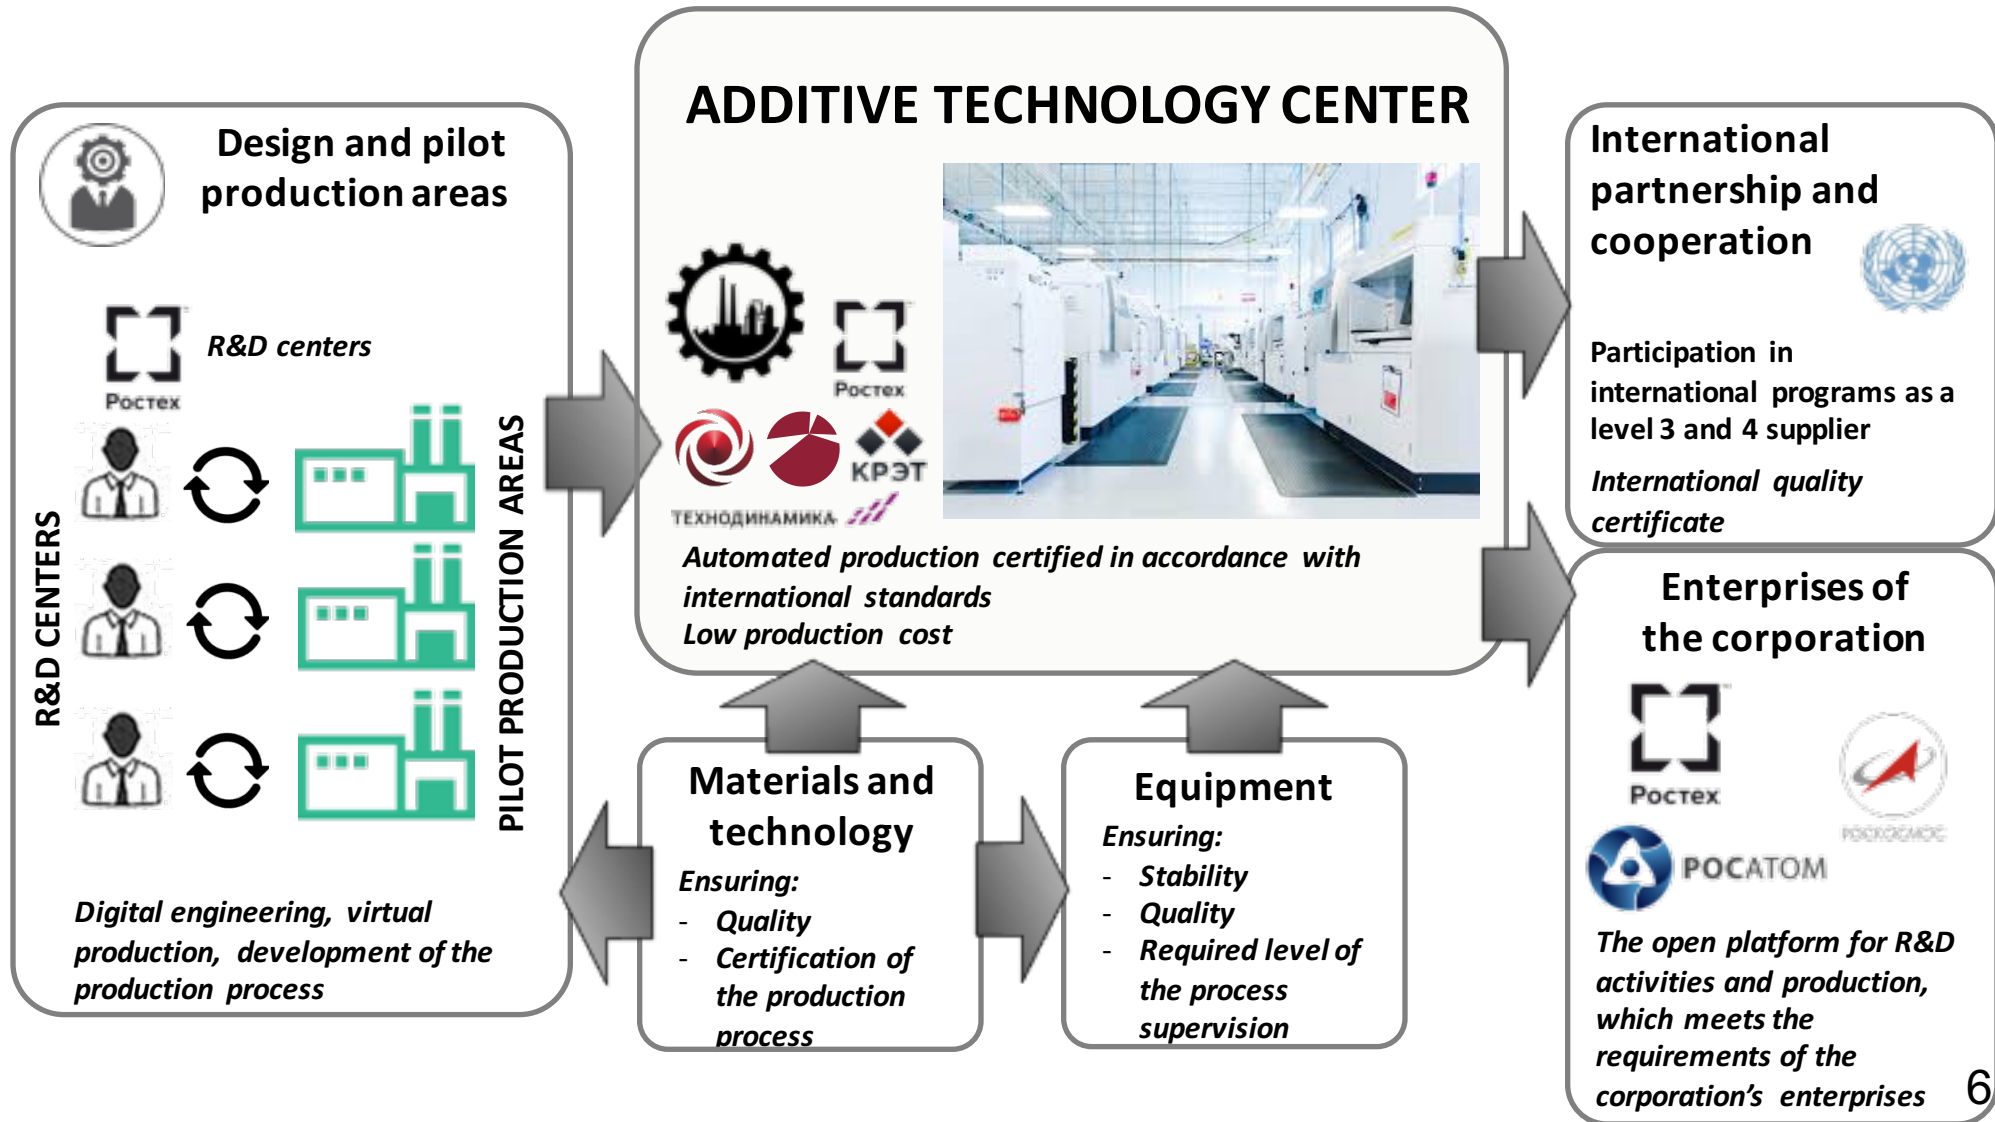 ADDITIVE TECHNOLOGY CENTER
Design and pilot
production areas
R&D centers
Ростех
R&D CENTERS
PILOT PRODUCTION AREAS
Digital engineering, virtual
production, development of the
production process
Ростех
КРЭТ
ТЕХНОДИНАМИКА
Automated production certified in accordance with
international standards
Low production cost
Materials and
technology
Ensuring:
- Quality
- Certification of
the production
process
Equipment
Ensuring:
- Stability
- Quality
- Required level of
the process
supervision
International
partnership and
cooperation
Participation in
international programs as a
level 3 and 4 supplier
International quality
certificate
Enterprises of
the corporation
Ростех
РОСКОСМОС
РОСАТОМ
The open platform for R&D
activities and production,
which meets the
requirements of the
corporation's enterprises
6